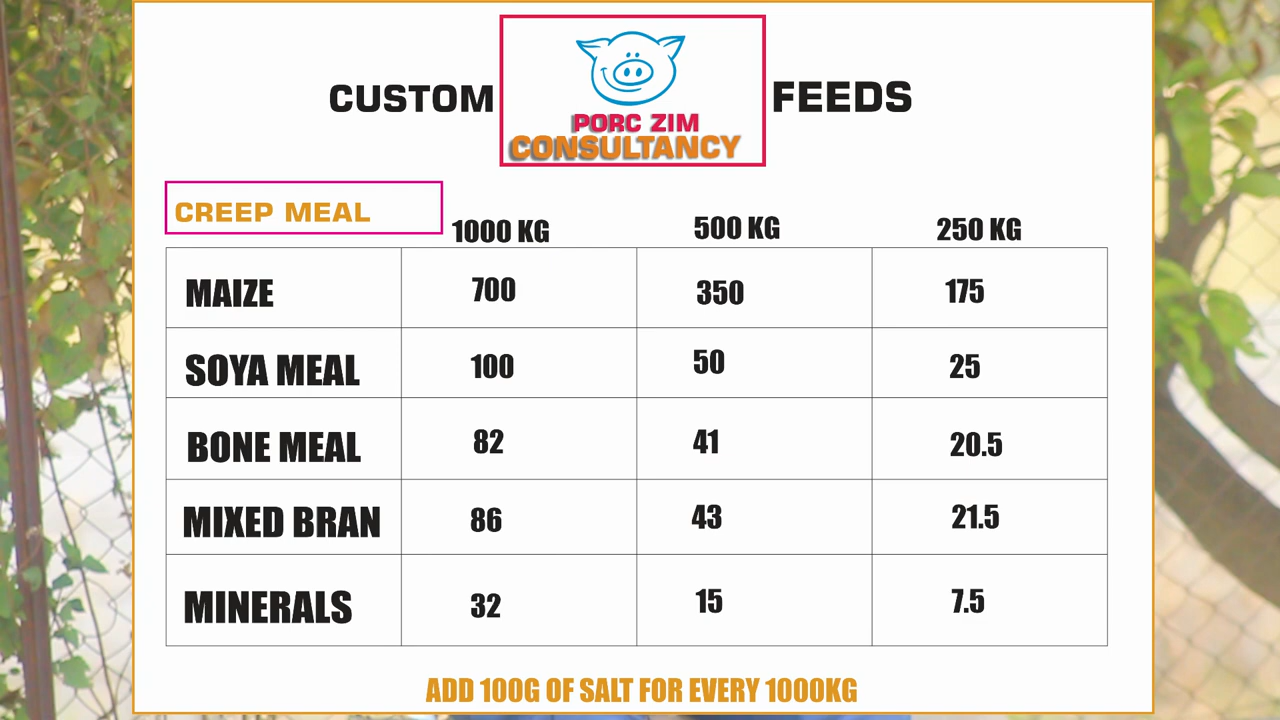 CUSTOM PORC ZIM CONSULTANCY FEEDS
CREEP MEAL
1000 KG 500 KG 250 KG
MAIZE 700 350 175
SOYA MEAL 100 50 25
BONE MEAL 82 41 20.5
MIXED BRAN 86 43 21.5
MINERALS 32 15 7.5
ADD 100G OF SALT FOR EVERY 1000KG